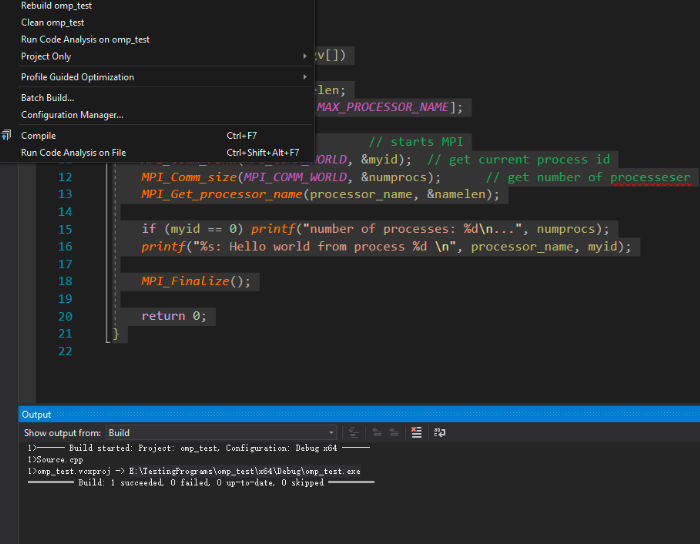 Rebuild omp_test
Clean omp_test
Run Code Analysis on omp_test
Project Only
v[])
Profile Guided Optimization
len;
Batch Build...
MAX_PROCESSOR_NAME];
Configuration Manager...
Compile Ctrl+F7
// starts MPI
Run Code Analysis on File Ctrl+Shift+Alt+F7
WORLD, &myid); // get current process id
12 MPI_Comm_size(MPI_COMM_WORLD, &numprocs); // get number of processeser
13 MPI_Get_processor_name(processor_name, &namelen);
14
15 if (myid == 0) printf("number of processes: %d\n...", numprocs);
16 printf("%s: Hello world from process %d \n", processor_name, myid);
17
18 MPI_Finalize();
19
20 return 0;
21 }
22
Output
Show output from: Build
1>------ Build started: Project: omp_test, Configuration: Debug x64 ------
1>Source.cpp
1>omp_test.vcxproj -> E:\TestingPrograms\omp_test\x64\Debug\omp_test.exe
========== Build: 1 succeeded, 0 failed, 0 up-to-date, 0 skipped ==========